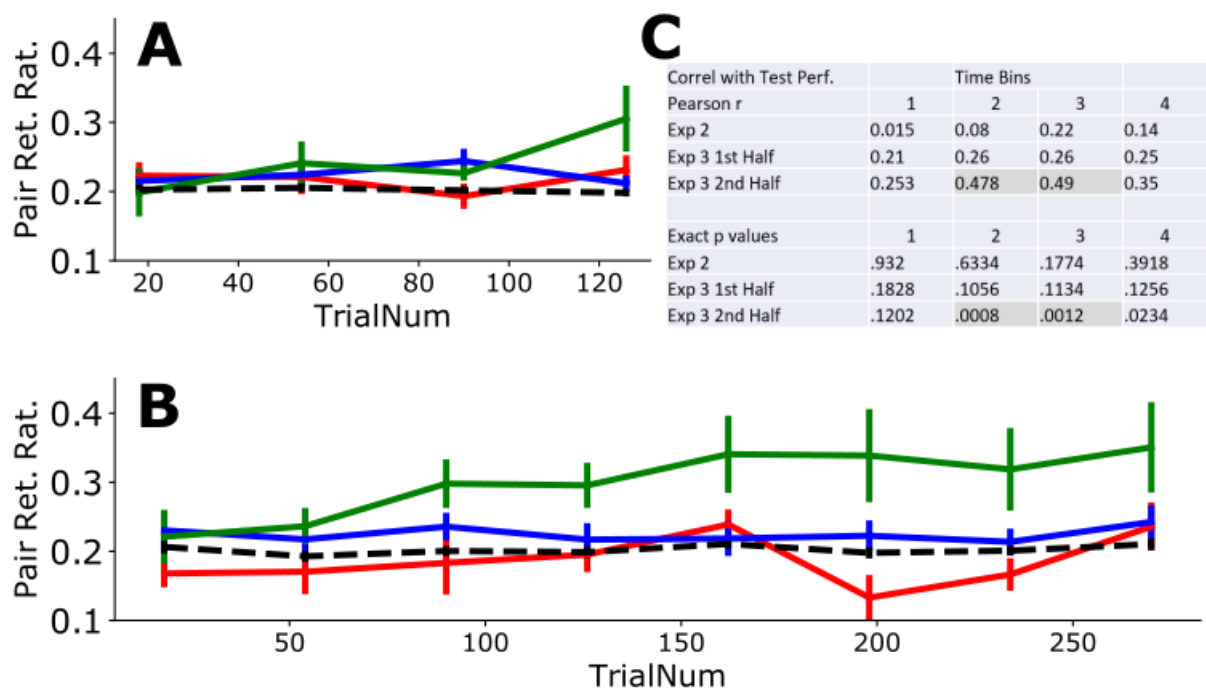 A
Pair Ret. Rat.
0.4
0.3
0.2
0.1
20 40 60 80 100 120
TrialNum
C
Correl with Test Perf. Time Bins
Pearson r 1 2 3 4
Exp 2 0.015 0.08 0.22 0.14
Exp 3 1st Half 0.21 0.26 0.26 0.25
Exp 3 2nd Half 0.253 0.478 0.49 0.35
Exact p values 1 2 3 4
Exp 2 .932 .6334 .1774 .3918
Exp 3 1st Half .1828 .1056 .1134 .1256
Exp 3 2nd Half .1202 .0008 .0012 .0234
B
Pair Ret. Rat.
0.4
0.3
0.2
0.1
50 100 150 200 250
TrialNum